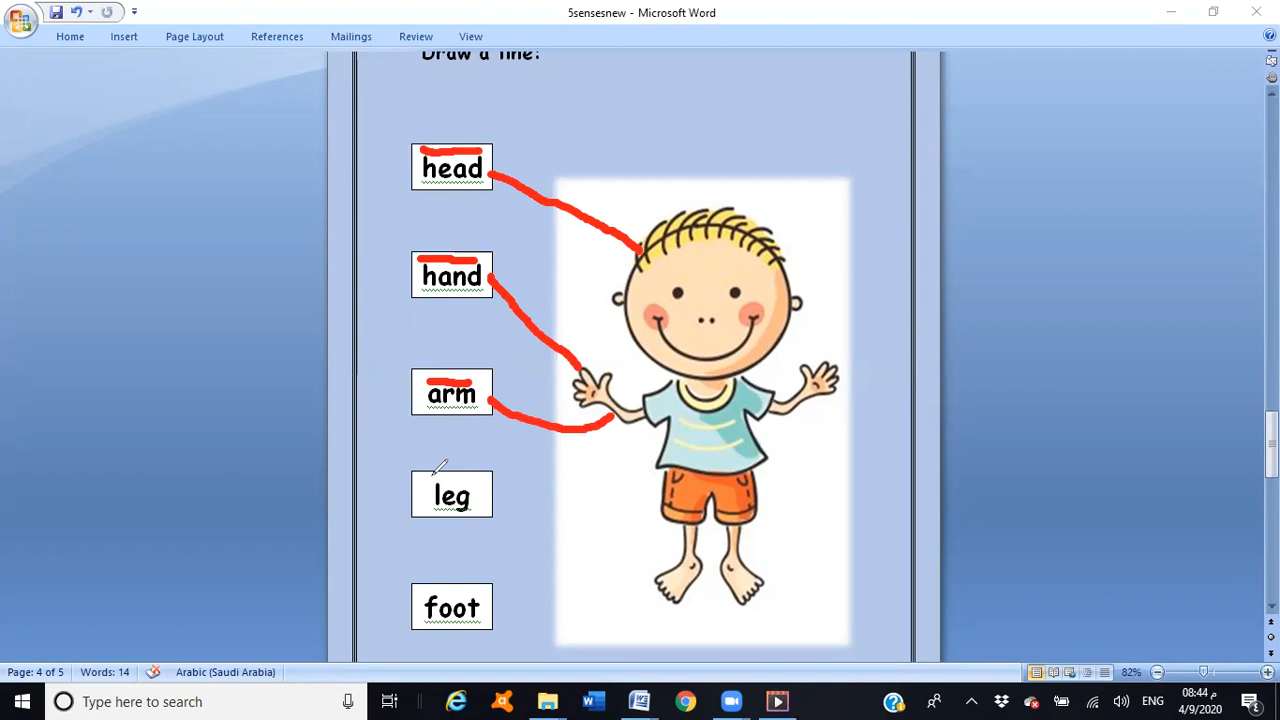 5sensesnew - Microsoft Word
Home Insert Page Layout References Mailings Review View
Draw a line:
head
hand
arm
leg
foot
Page: 4 of 5 Words: 14 Arabic (Saudi Arabia) 82%
Type here to search
ENG
08:44 م
4/9/2020